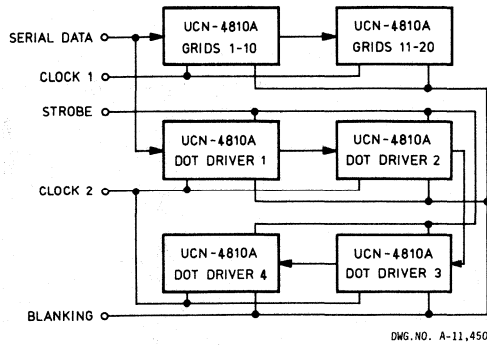 SERIAL DATA
UCN-4810A
GRIDS 1-10
UCN-4810A
GRIDS 11-20
CLOCK 1
STROBE
UCN-4810A
DOT DRIVER 1
UCN-4810A
DOT DRIVER 2
CLOCK 2
UCN-4810A
DOT DRIVER 4
UCN-4810A
DOT DRIVER 3
BLANKING
DWG.NO. A-11,450